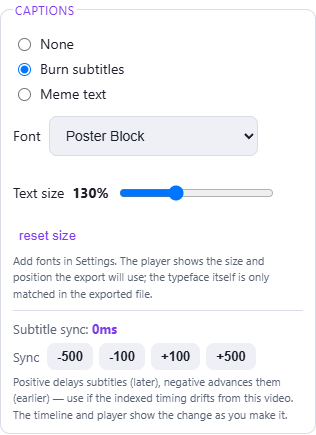 CAPTIONS
None
Burn subtitles
Meme text
Font Poster Block
Text size 130%
reset size
Add fonts in Settings. The player shows the size and
position the export will use; the typeface itself is only
matched in the exported file.
Subtitle sync: 0ms
Sync -500 -100 +100 +500
Positive delays subtitles (later), negative advances them
(earlier) — use if the indexed timing drifts from this video.
The timeline and player show the change as you make it.